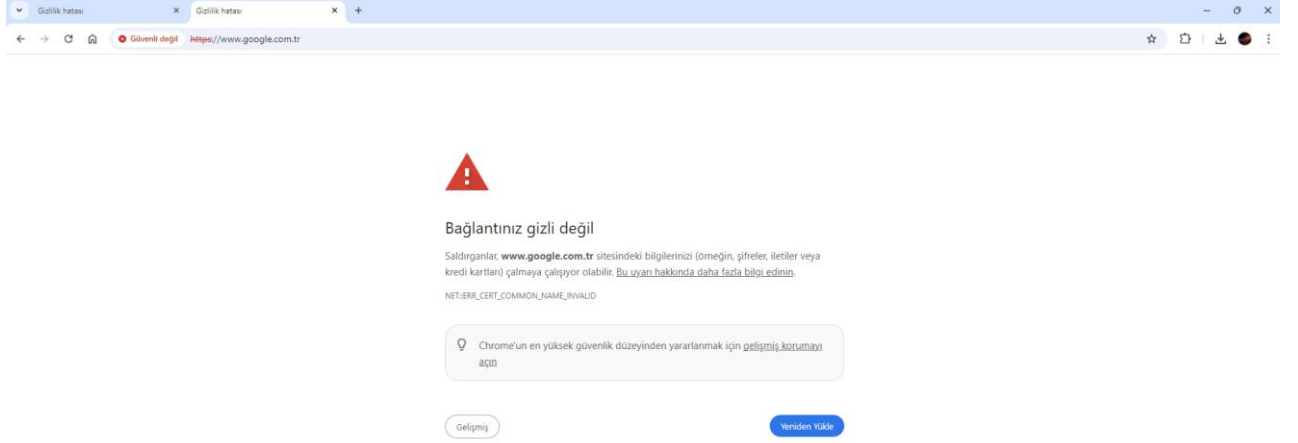 Gizlilik hatası
Gizlilik hatası
Güvenli değil https://www.google.com.tr
Bağlantınız gizli değil
Saldırganlar, www.google.com.tr sitesindeki bilgilerinizi (örneğin, şifreler, iletiler veya
kredi kartları) çalmaya çalışıyor olabilir. Bu uyarı hakkında daha fazla bilgi edinin.
NET::ERR_CERT_COMMON_NAME_INVALID
Chrome'un en yüksek güvenlik düzeyinden yararlanmak için gelişmiş korumayı
açın
Gelişmiş
Yeniden Yükle